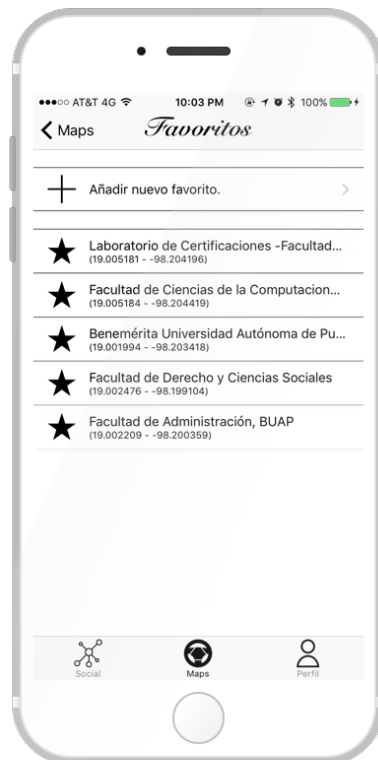 AT&T 4G 10:03 PM 100%
Maps Favoritos
Añadir nuevo favorito.
Laboratorio de Certificaciones -Facultad...
(19.005181 - -98.204196)
Facultad de Ciencias de la Computacion...
(19.005184 - -98.204419)
Benemérita Universidad Autónoma de Pu...
(19.001994 - -98.203418)
Facultad de Derecho y Ciencias Sociales
(19.002476 - -98.199104)
Facultad de Administración, BUAP
(19.002209 - -98.200359)
Social Maps Perfil